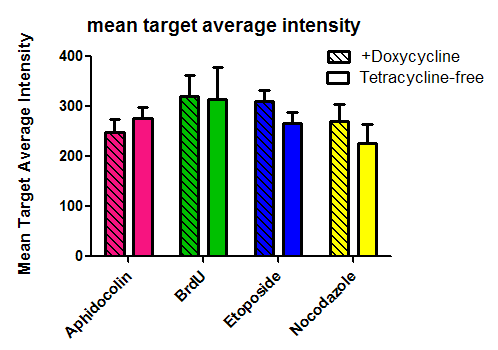 mean target average intensity
+Doxycycline
Tetracycline-free
Mean Target Average Intensity
400
300
200
100
0
Aphidocolin
BrdU
Etoposide
Nocodazole